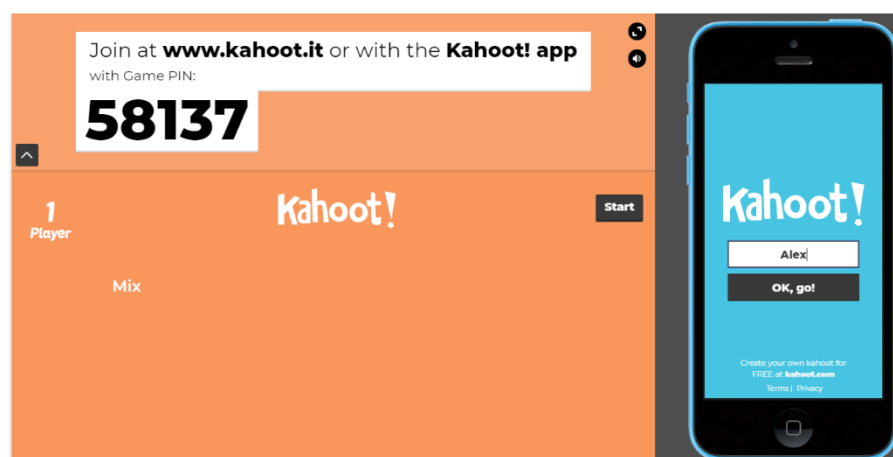 Join at www.kahoot.it or with the Kahoot! app
with Game PIN:
58137
1
Player
Kahoot!
Start
Mix
Kahoot!
Alex
OK, go!
Create your own kahoot for
FREE at kahoot.com
Terms | Privacy